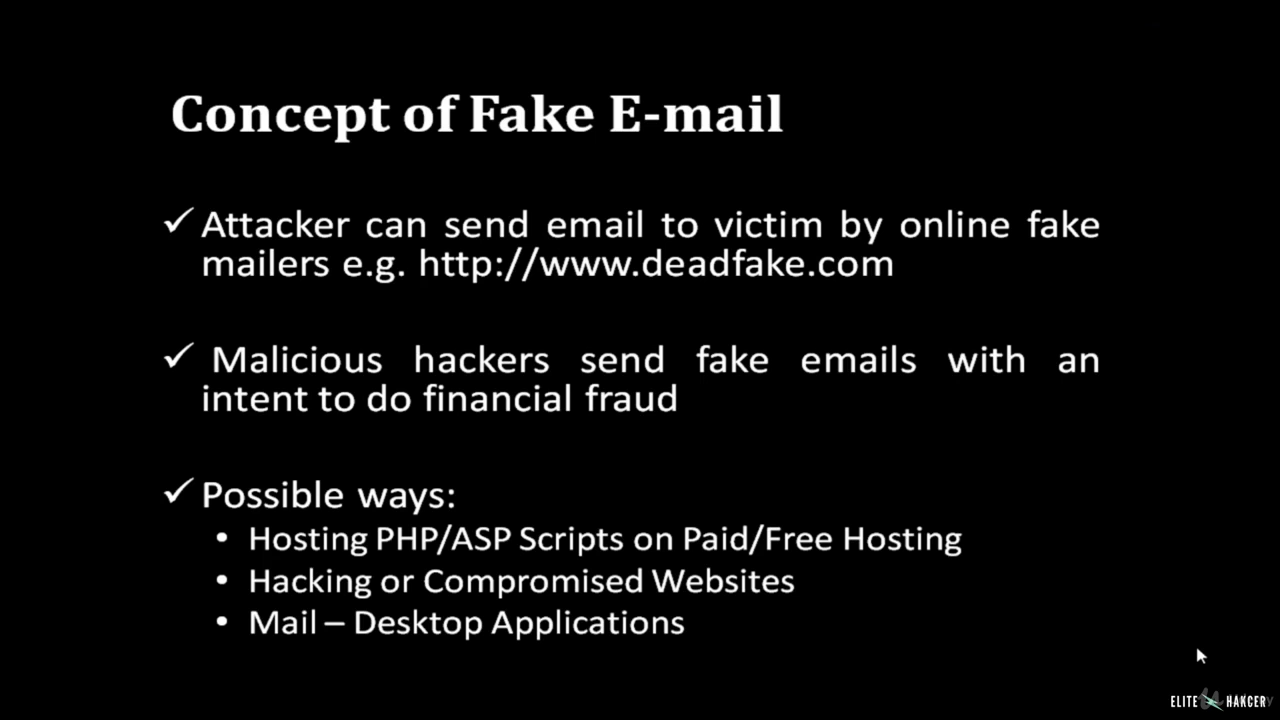 Concept of Fake E-mail
✓ Attacker can send email to victim by online fake
mailers e.g. http://www.deadfake.com
✓ Malicious hackers send fake emails with an
intent to do financial fraud
✓ Possible ways:
• Hosting PHP/ASP Scripts on Paid/Free Hosting
• Hacking or Compromised Websites
• Mail – Desktop Applications
ELITE HAKCER